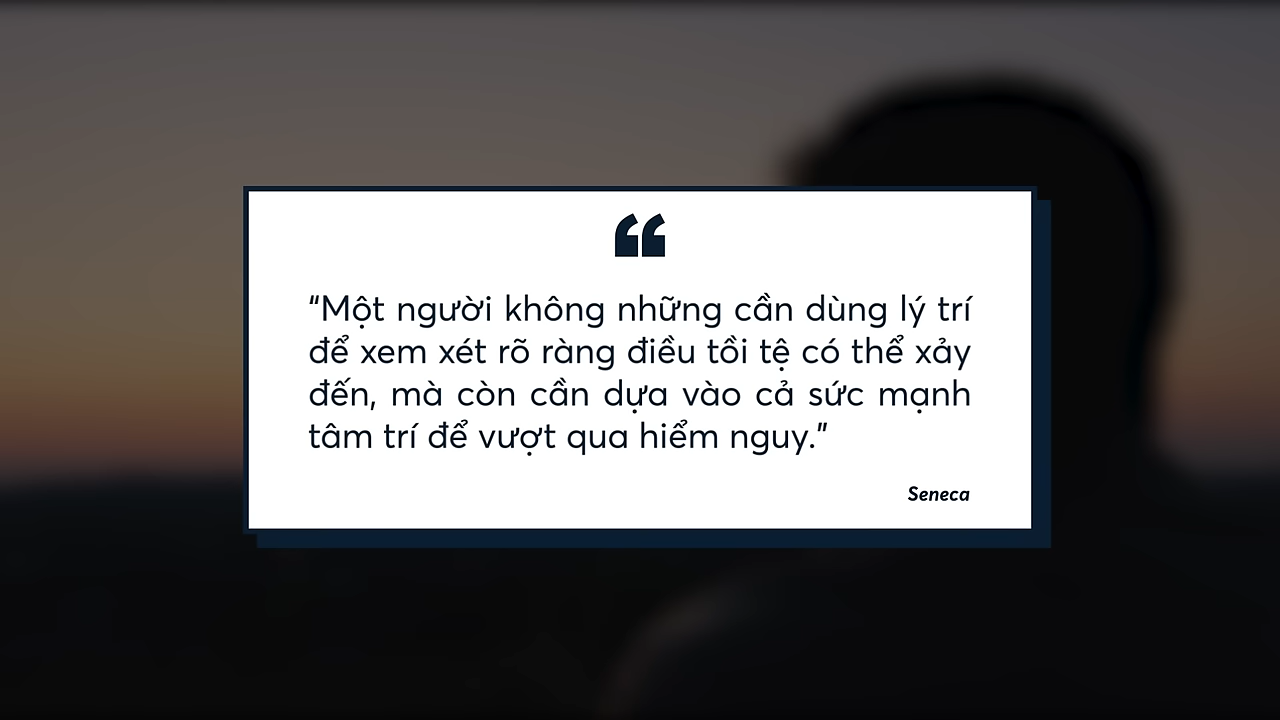 “Một người không những cần dùng lý trí
để xem xét rõ ràng điều tồi tệ có thể xảy
đến, mà còn cần dựa vào cả sức mạnh
tâm trí để vượt qua hiểm nguy.”
Seneca